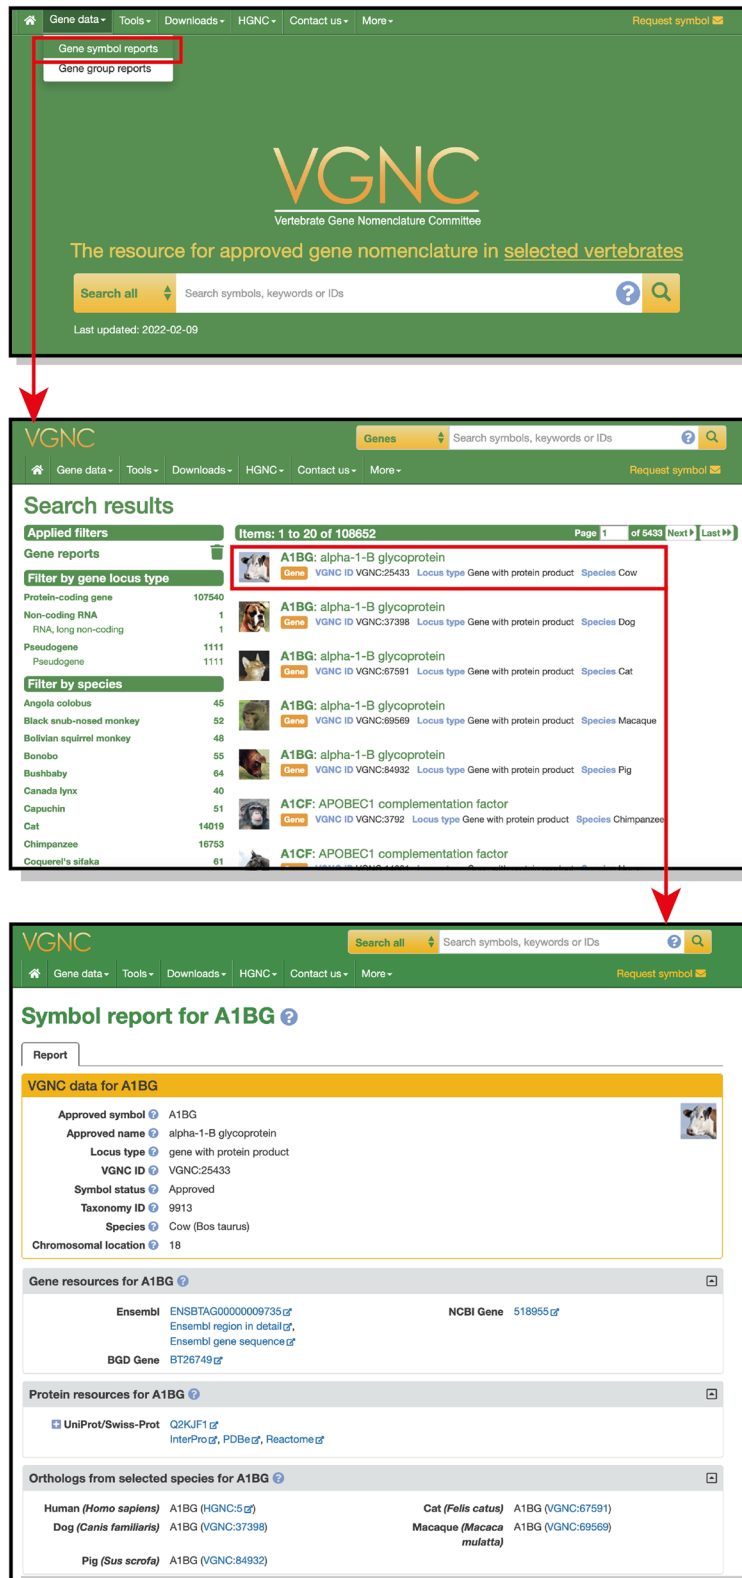 Gene data Tools Downloads HGNC Contact us More Request symbol
Gene symbol reports
Gene group reports
VGNC
Vertebrate Gene Nomenclature Committee
The resource for approved gene nomenclature in selected vertebrates
Search all Search symbols, keywords or IDs ?
Last updated: 2022-02-09
VGNC Genes Search symbols, keywords or IDs ?
Gene data Tools Downloads HGNC Contact us More Request symbol
Search results
Applied filters Items: 1 to 20 of 108652 Page 1 of 5433 Next Last
Gene reports A1BG: alpha-1-B glycoprotein
Gene VGNC ID VGNC:25433 Locus type Gene with protein product Species Cow
Filter by gene locus type
Protein-coding gene 107540
Non-coding RNA 1
RNA, long non-coding 1
Pseudogene 1111
Pseudogene 1111
A1BG: alpha-1-B glycoprotein
Gene VGNC ID VGNC:37398 Locus type Gene with protein product Species Dog
A1BG: alpha-1-B glycoprotein
Gene VGNC ID VGNC:67591 Locus type Gene with protein product Species Cat
Filter by species
Angola colobus 45
Black snub-nosed monkey 52
Bolivian squirrel monkey 48
Bonobo 55
Bushbaby 64
Canada lynx 40
Capuchin 51
Cat 14019
Chimpanzee 16753
Coquerel's sifaka 61
A1BG: alpha-1-B glycoprotein
Gene VGNC ID VGNC:69569 Locus type Gene with protein product Species Macaque
A1BG: alpha-1-B glycoprotein
Gene VGNC ID VGNC:84932 Locus type Gene with protein product Species Pig
A1CF: APOBEC1 complementation factor
Gene VGNC ID VGNC:3792 Locus type Gene with protein product Species Chimpanzee
A1CF: APOBEC1 complementation factor
VGNC Search all Search symbols, keywords or IDs ?
Gene data Tools Downloads HGNC Contact us More Request symbol
Symbol report for A1BG ?
Report
VGNC data for A1BG
Approved symbol ? A1BG
Approved name ? alpha-1-B glycoprotein
Locus type ? gene with protein product
VGNC ID ? VGNC:25433
Symbol status ? Approved
Taxonomy ID ? 9913
Species ? Cow (Bos taurus)
Chromosomal location ? 18
Gene resources for A1BG ?
Ensembl ENSBTAG00000009735 NCBI Gene 518955
Ensembl region in detail,
Ensembl gene sequence
BGD Gene BT26749
Protein resources for A1BG ?
UniProt/Swiss-Prot Q2KJF1
InterPro, PDBe, Reactome
Orthologs from selected species for A1BG ?
Human (Homo sapiens) A1BG (HGNC:5) Cat (Felis catus) A1BG (VGNC:67591)
Dog (Canis familiaris) A1BG (VGNC:37398) Macaque (Macaca A1BG (VGNC:69569)
mulatta)
Pig (Sus scrofa) A1BG (VGNC:84932)